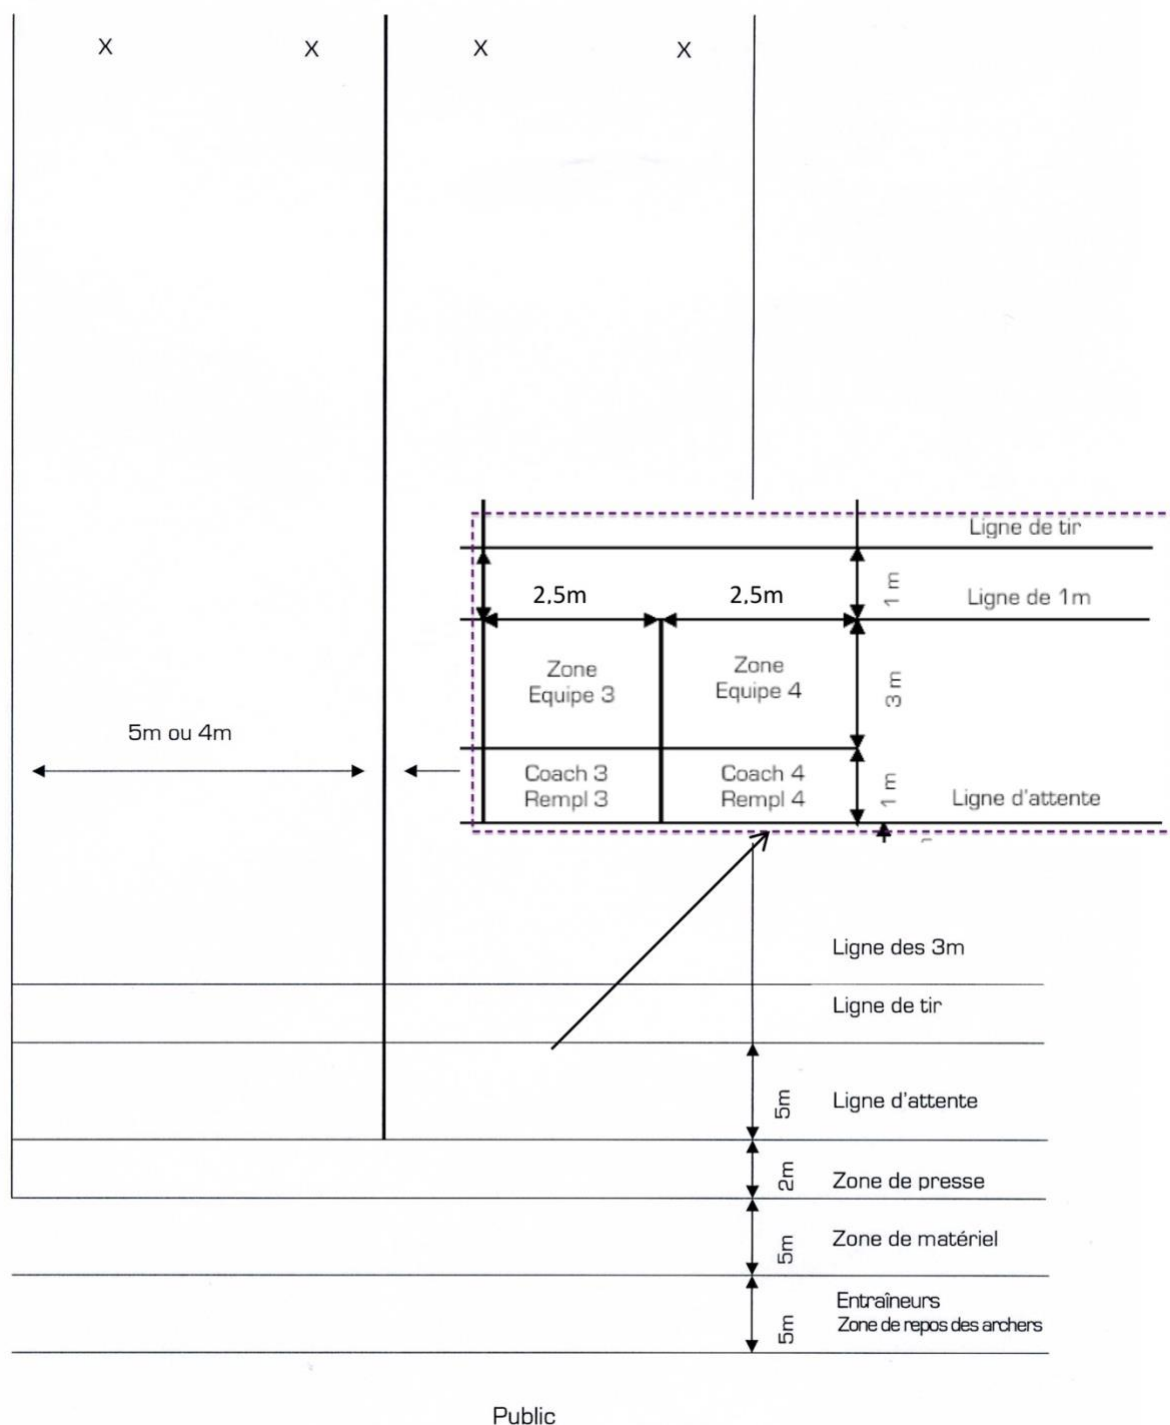 X X X X
Ligne de tir
1 m
Ligne de 1m
2,5m 2,5m
Zone
Equipe 3
Zone
Equipe 4
3 m
5m ou 4m
Coach 3
Rempl 3
Coach 4
Rempl 4
1 m
Ligne d'attente
Ligne des 3m
Ligne de tir
5m
Ligne d'attente
2m
Zone de presse
5m
Zone de matériel
5m
Entraîneurs
Zone de repos des archers
Public